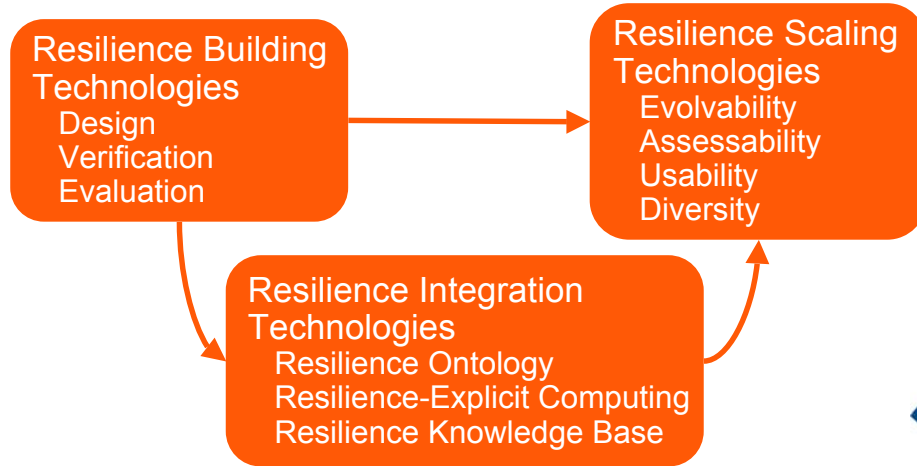 Resilience Building
Technologies
Design
Verification
Evaluation
Resilience Scaling
Technologies
Evolvability
Assessability
Usability
Diversity
Resilience Integration
Technologies
Resilience Ontology
Resilience-Explicit Computing
Resilience Knowledge Base